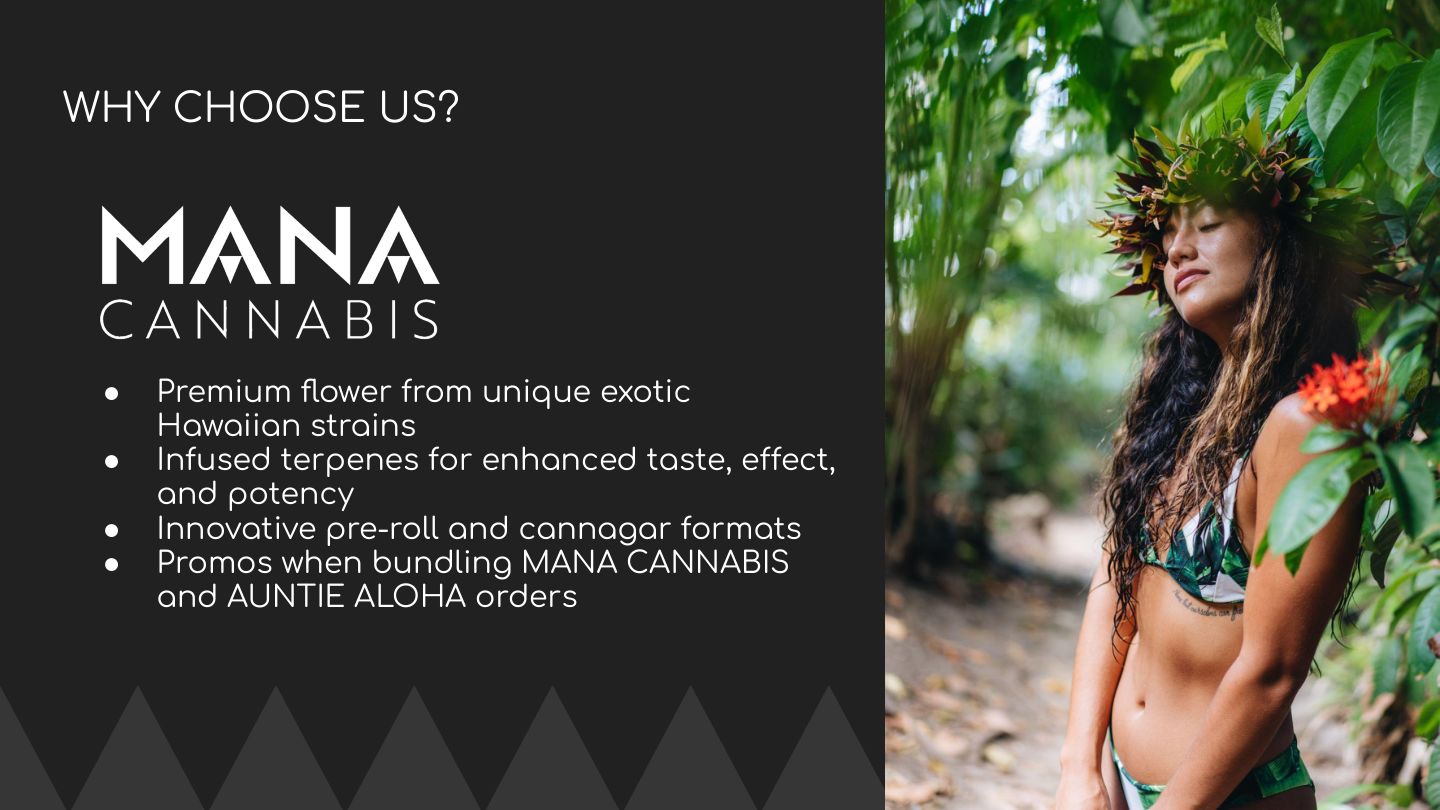 WHY CHOOSE US?
MANA
CANNABIS
● Premium flower from unique exotic
Hawaiian strains
● Infused terpenes for enhanced taste, effect,
and potency
● Innovative pre-roll and cannagar formats
● Promos when bundling MANA CANNABIS
and AUNTIE ALOHA orders